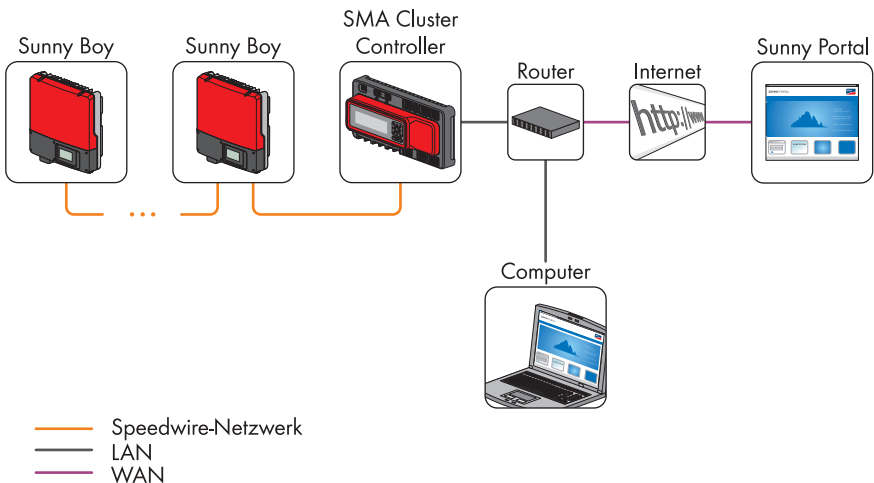 SMA Cluster
Controller
Sunny Boy
Sunny Boy
Router
Internet
Sunny Portal
http://www
Computer
Speedwire-Netzwerk
LAN
WAN